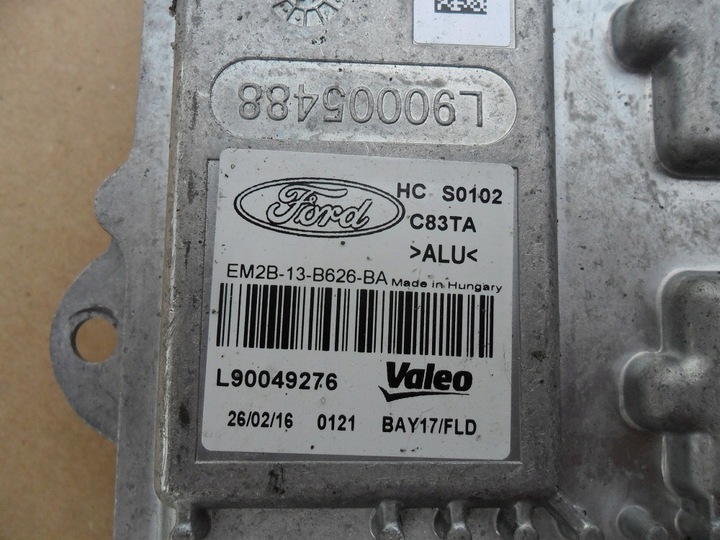 L90005488
Ford
HC S0102
C83TA
>ALU<
EM2B-13-B626-BA Made in Hungary
L90049276 Valeo
26/02/16 0121 BAY17/FLD